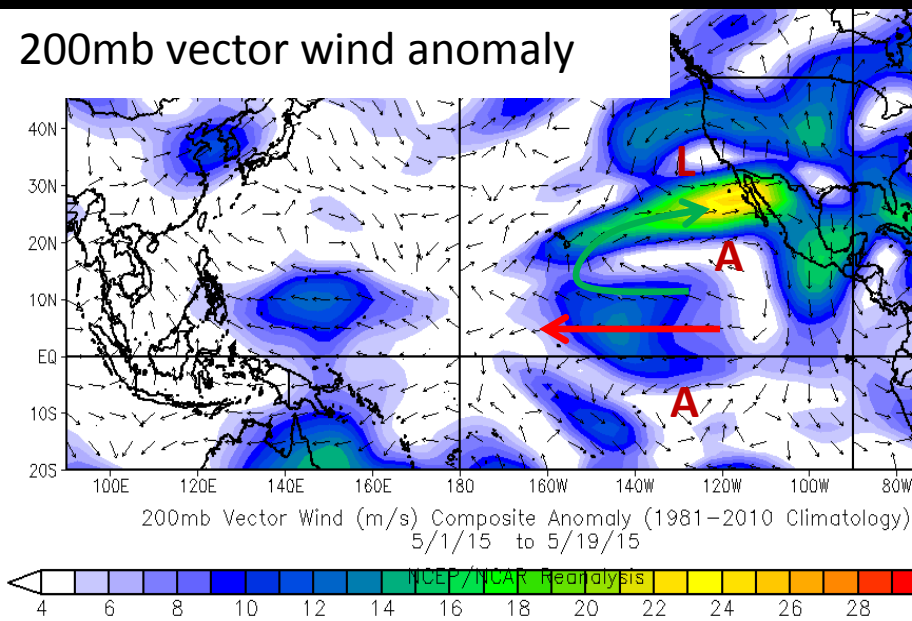 200mb vector wind anomaly
40N
30N
20N
10N
EQ
10S
20S
L
A
A
100E 120E 140E 160E 180 160W 140W 120W 100W 80W
200mb Vector Wind (m/s) Composite Anomaly (1981-2010 Climatology)
5/1/15 to 5/19/15
NCEP/NCAR Reanalysis
4 6 8 10 12 14 16 18 20 22 24 26 28